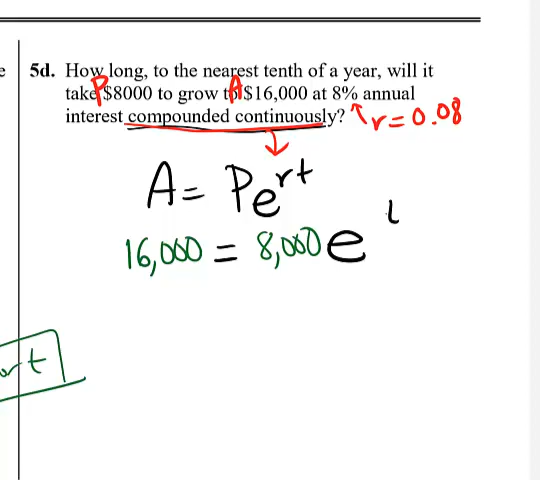 e
5d. How long, to the nearest tenth of a year, will it
take P $8000 to grow to A $16,000 at 8% annual
interest compounded continuously? r = 0.08
A = Pe^rt
16,000 = 8,000 e
rt